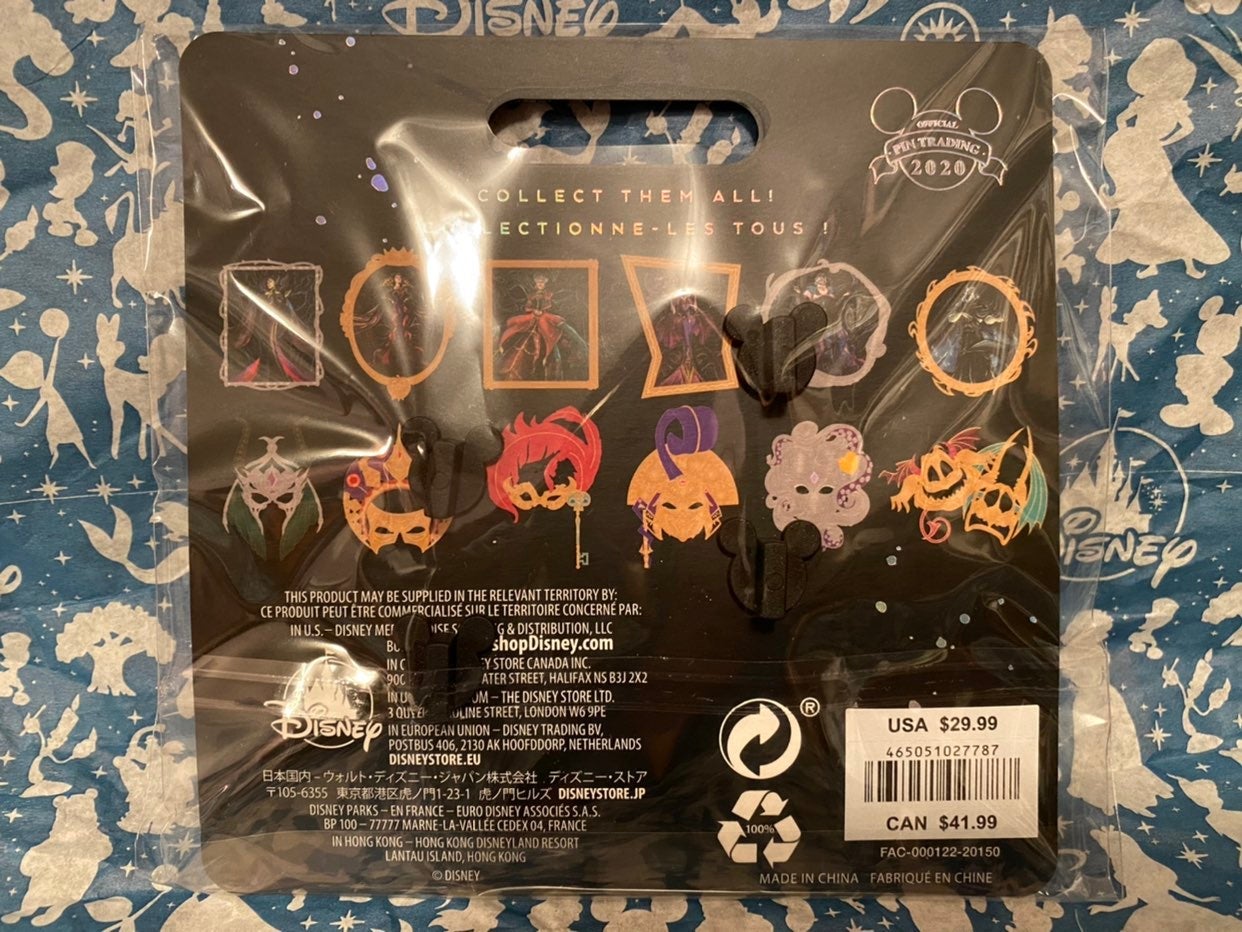 DISNEY
OFFICIAL
PIN TRADING
2020
COLLECT THEM ALL!
LECTIONNE-LES TOUS !
THIS PRODUCT MAY BE SUPPLIED IN THE RELEVANT TERRITORY BY:
CE PRODUIT PEUT ÊTRE COMMERCIALISÉ SUR LE TERRITOIRE CONCERNÉ PAR:
IN U.S. – DISNEY & DISTRIBUTION, LLC
shopDisney.com
STORE CANADA INC.
STREET, HALIFAX NS B3J 2X2
– THE DISNEY STORE LTD.
3 STREET, LONDON W6 9PE
IN EUROPEAN UNION – DISNEY TRADING BV,
POSTBUS 406, 2130 AK HOOFDDORP, NETHERLANDS
DISNEYSTORE.EU
日本国内 – ウォルト・ディズニー・ジャパン株式会社 ディズニー・ストア
〒105-6355 東京都港区虎ノ門1-23-1 虎ノ門ヒルズ DISNEYSTORE.JP
DISNEY PARKS – EN FRANCE – EURO DISNEY ASSOCIÉS S.A.S.
BP 100 – 77777 MARNE-LA-VALLÉE CEDEX 04, FRANCE
IN HONG KONG – HONG KONG DISNEYLAND RESORT
LANTAU ISLAND, HONG KONG
© DISNEY
DISNEY
®
100%
USA $29.99
465051027787
CAN $41.99
FAC-000122-20150
MADE IN CHINA FABRIQUÉ EN CHINE
DISNEY